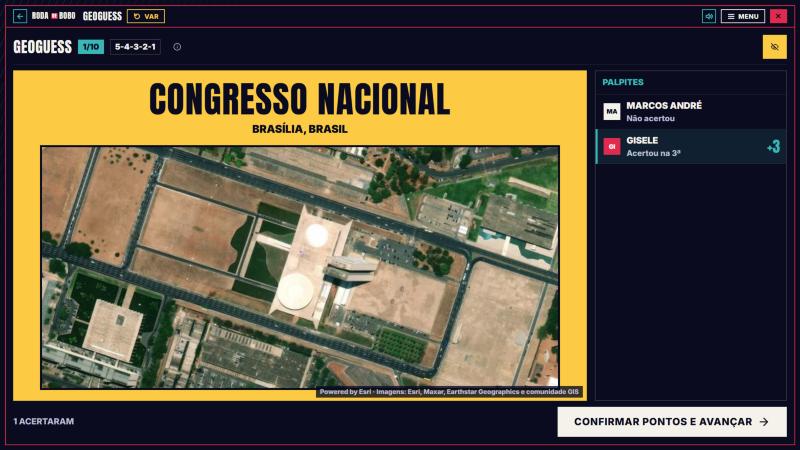 RODA DE BOBO GEOGUESS VAR MENU
GEOGUESS 1/10 5-4-3-2-1
CONGRESSO NACIONAL
BRASÍLIA, BRASIL
Powered by Esri · Imagens: Esri, Maxar, Earthstar Geographics e comunidade GIS
PALPITES
MA MARCOS ANDRÉ
Não acertou
GI GISELE
Acertou na 3ª
+3
1 ACERTARAM
CONFIRMAR PONTOS E AVANÇAR